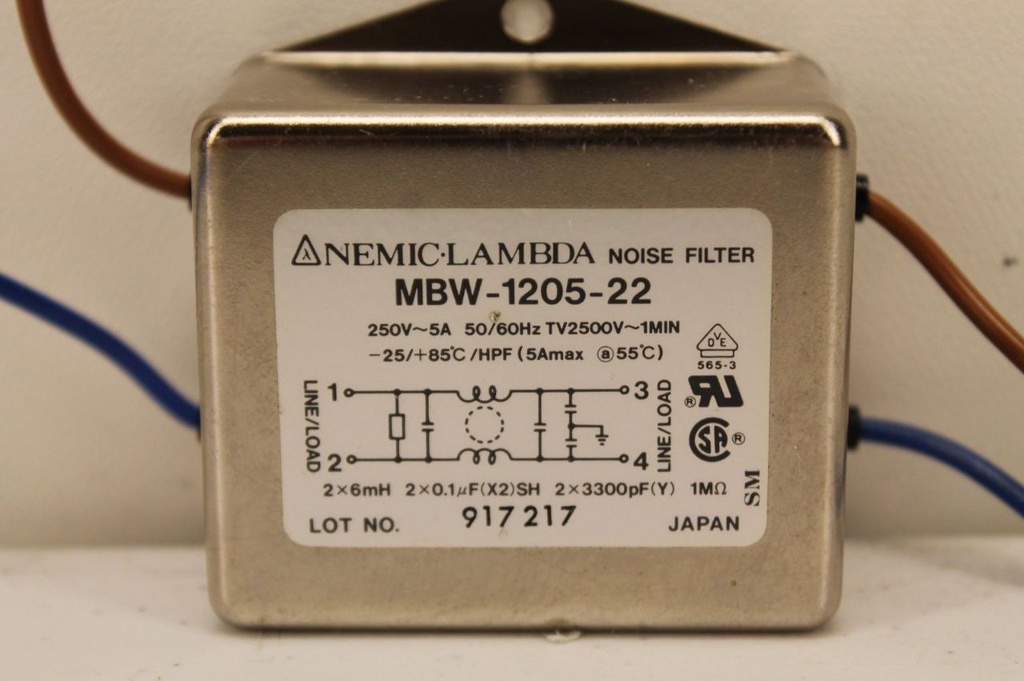 NEMIC·LAMBDA NOISE FILTER
MBW-1205-22
250V~5A 50/60Hz TV2500V~1MIN
-25/+85℃/HPF (5Amax @55℃)
VDE
565-3
LINE/LOAD
1
2
3
4
LINE/LOAD
RU®
SA®
SM
2×6mH 2×0.1μF(X2)SH 2×3300pF(Y) 1MΩ
LOT NO. 917 217 JAPAN